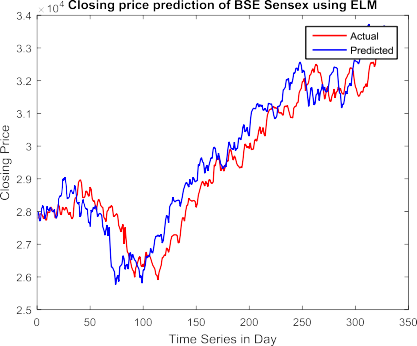 Closing price prediction of BSE Sensex using ELM
× 10⁴
3.4
3.3
3.2
3.1
3
2.9
2.8
2.7
2.6
2.5
Closing Price
Actual
Predicted
0 50 100 150 200 250 300 350
Time Series in Day